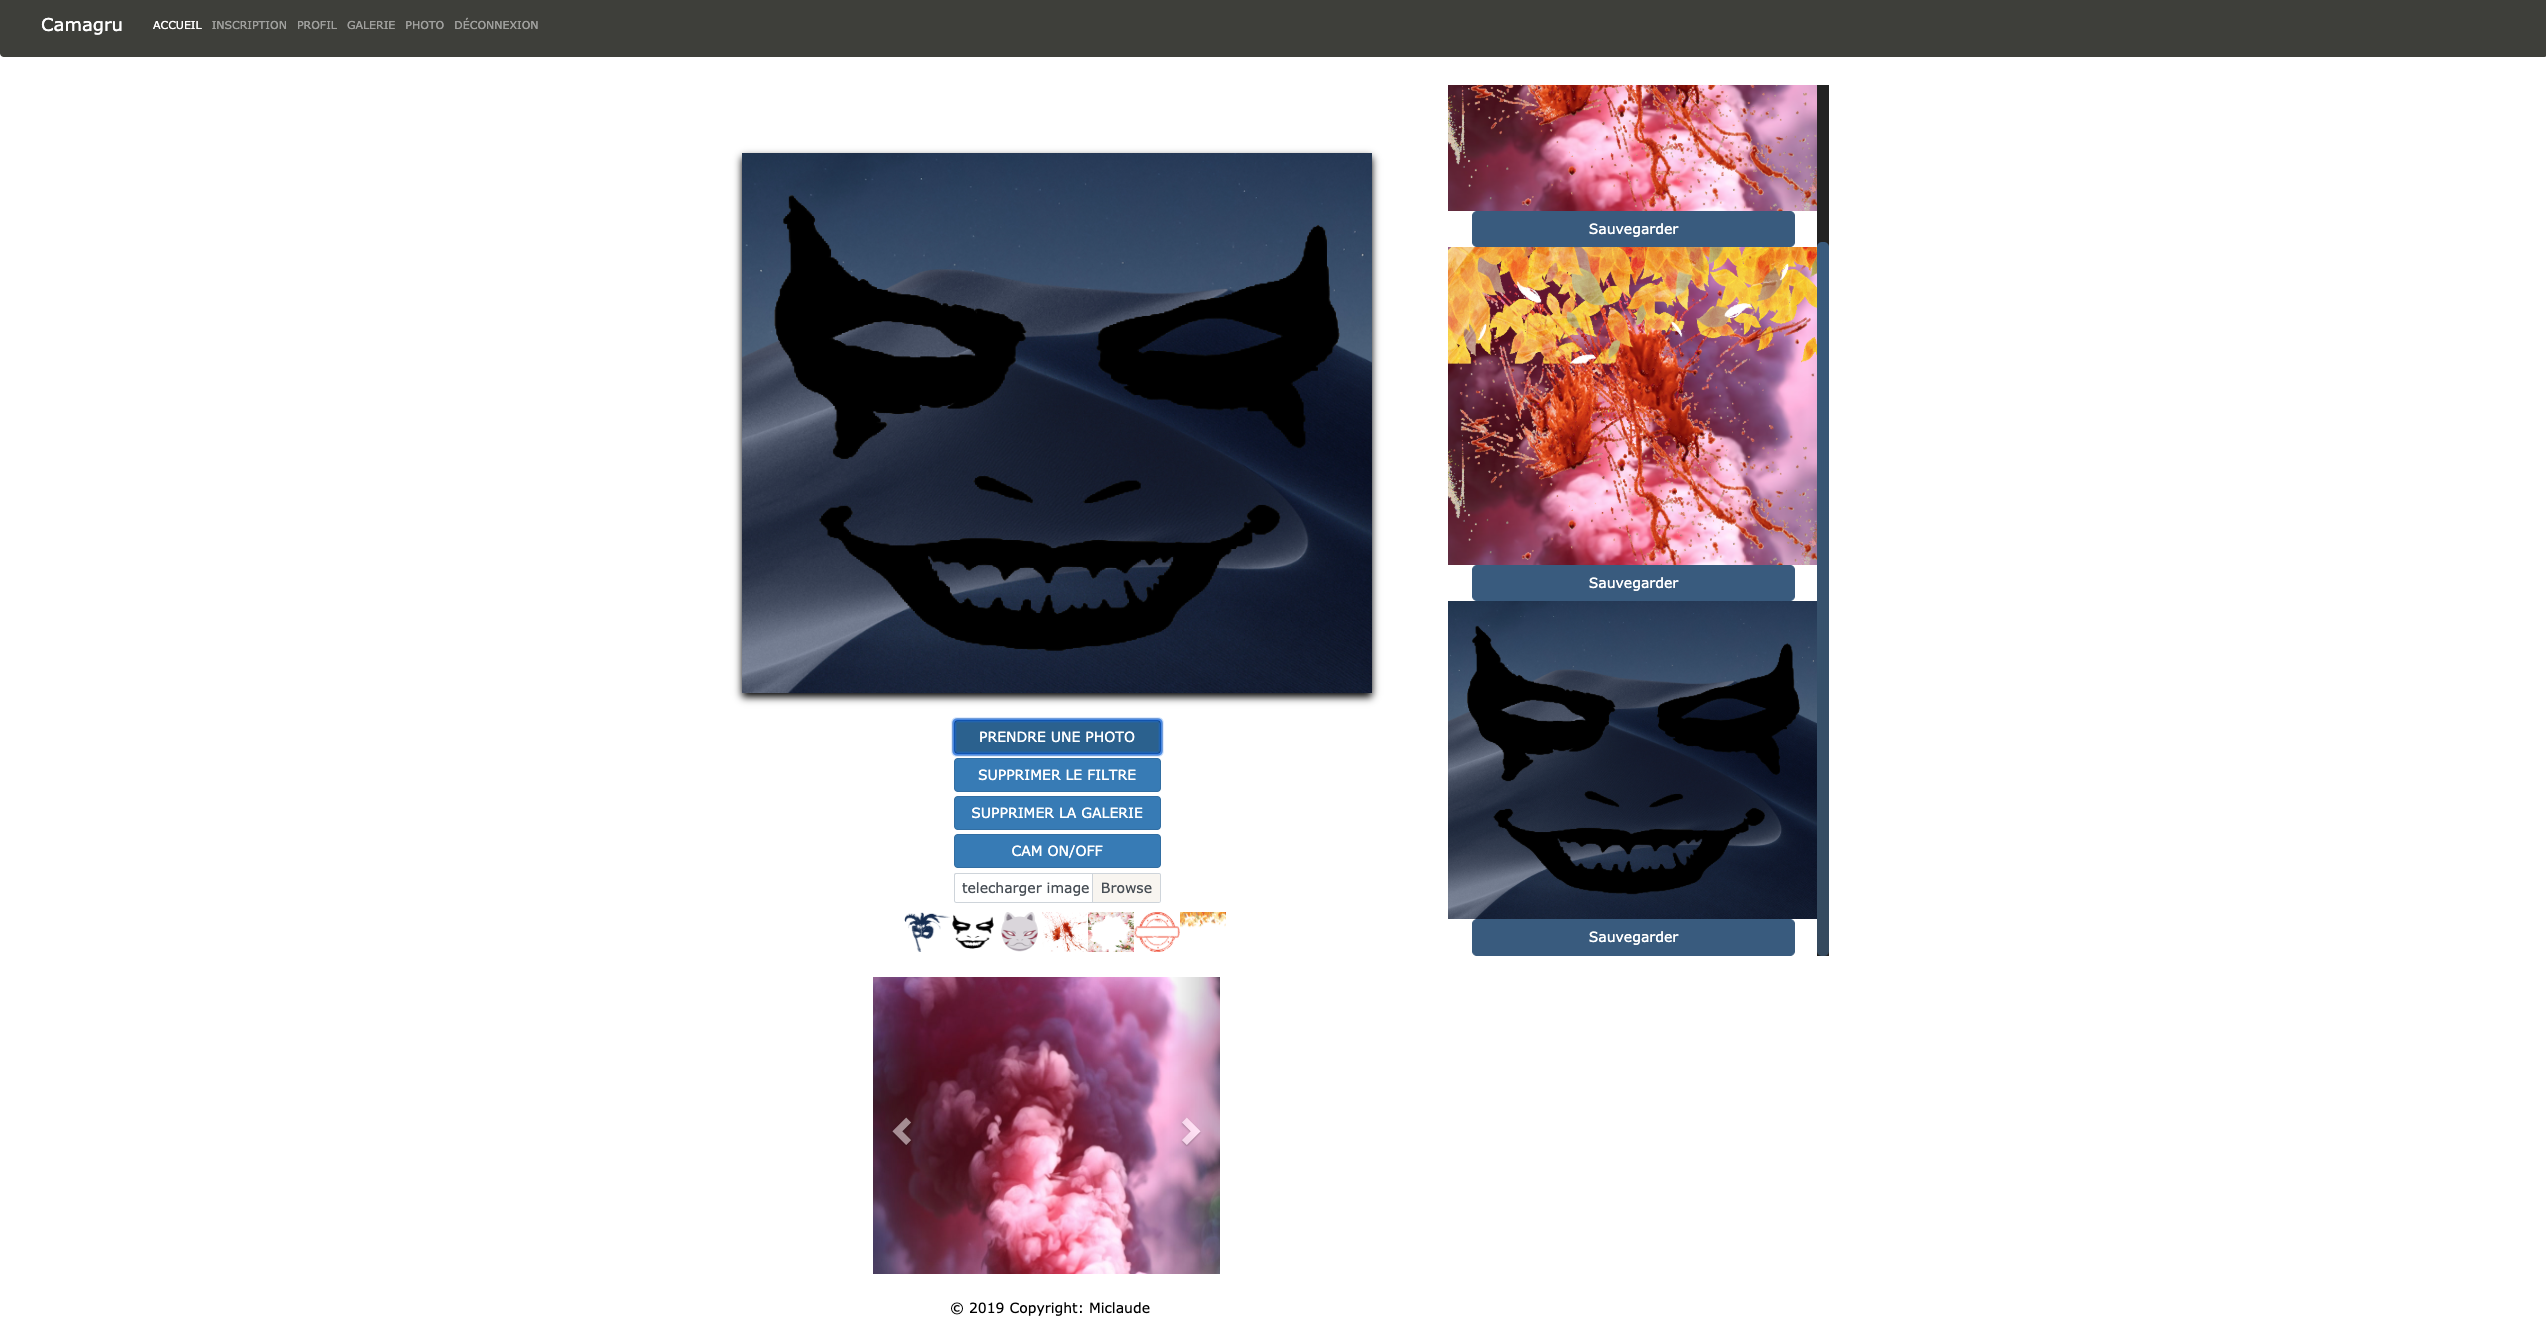 Camagru
ACCUEIL INSCRIPTION PROFIL GALERIE PHOTO DÉCONNEXION
Sauvegarder
Sauvegarder
Sauvegarder
PRENDRE UNE PHOTO
SUPPRIMER LE FILTRE
SUPPRIMER LA GALERIE
CAM ON/OFF
telecharger image Browse
© 2019 Copyright: Miclaude